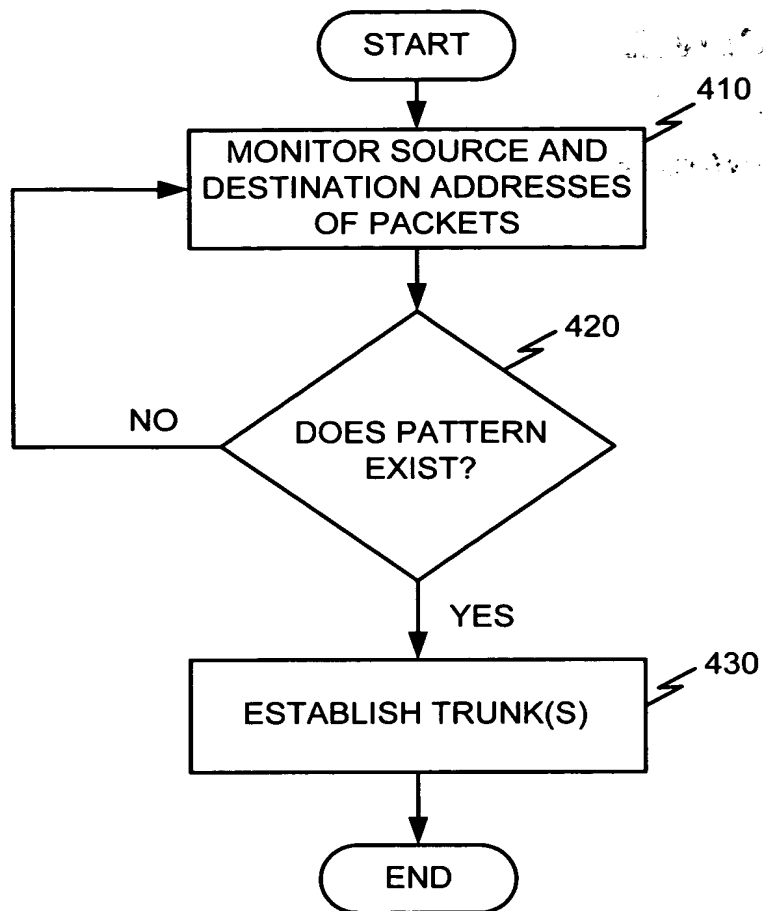 START
410
MONITOR SOURCE AND
DESTINATION ADDRESSES
OF PACKETS
420
NO
DOES PATTERN
EXIST?
YES
430
ESTABLISH TRUNK(S)
END